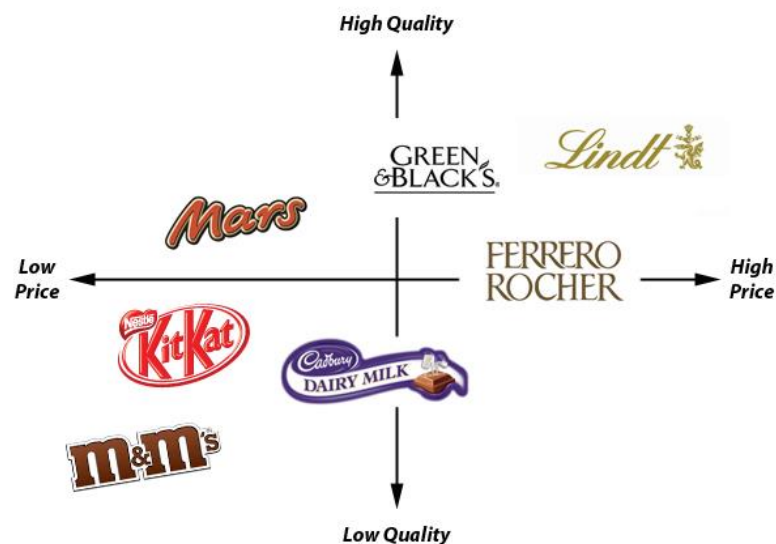 High Quality
GREEN
&BLACK'S®
Lindt
Mars
Low
Price
FERRERO
ROCHER
High
Price
Nestlé
KitKat
Cadbury
DAIRY MILK
m&m's
Low Quality